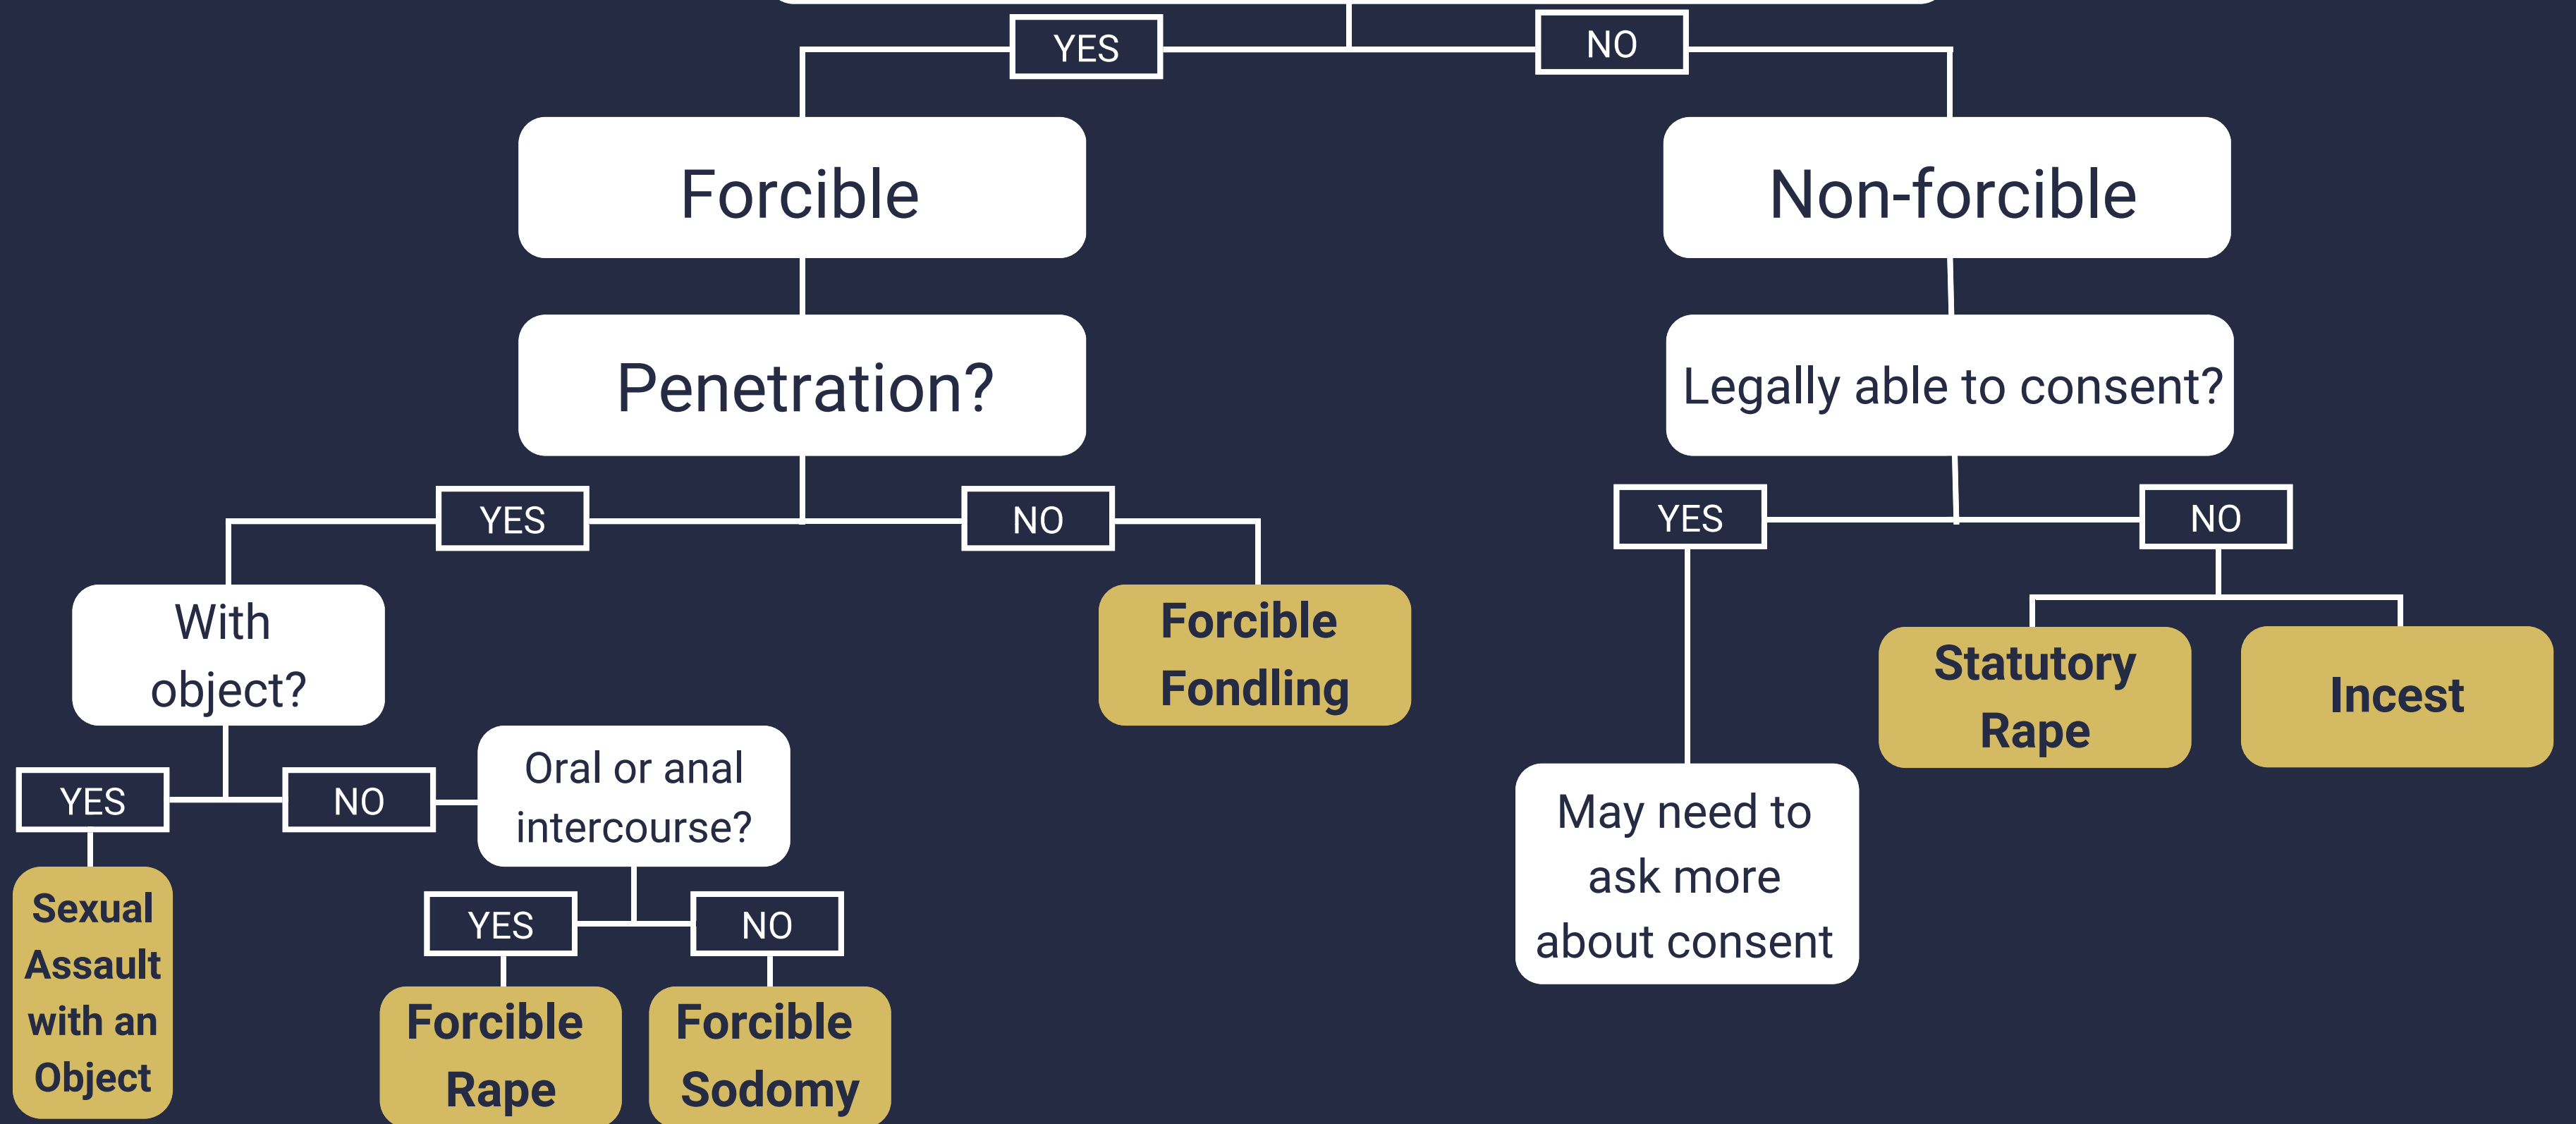 YES
NO
Forcible
Non-forcible
Penetration?
Legally able to consent?
YES
NO
YES
NO
With
object?
Forcible
Fondling
Statutory
Rape
Incest
YES
NO
Oral or anal
intercourse?
May need to
ask more
about consent
Sexual
Assault
with an
Object
YES
NO
Forcible
Rape
Forcible
Sodomy